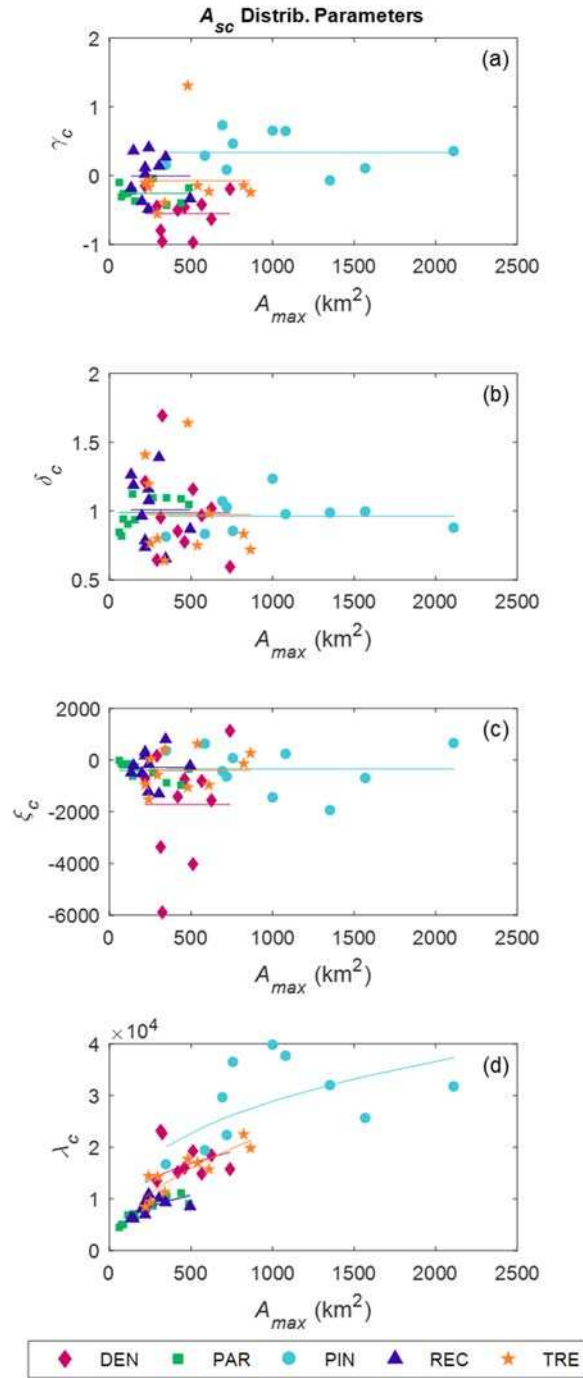 A_sc Distrib. Parameters
(a)
γ_c
2
1
0
-1
0 500 1000 1500 2000 2500
A_max (km²)
(b)
δ_c
2
1.5
1
0.5
0 500 1000 1500 2000 2500
A_max (km²)
(c)
ξ_c
2000
0
-2000
-4000
-6000
0 500 1000 1500 2000 2500
A_max (km²)
× 10⁴
(d)
λ_c
4
3
2
1
0
0 500 1000 1500 2000 2500
A_max (km²)
DEN PAR PIN REC TRE